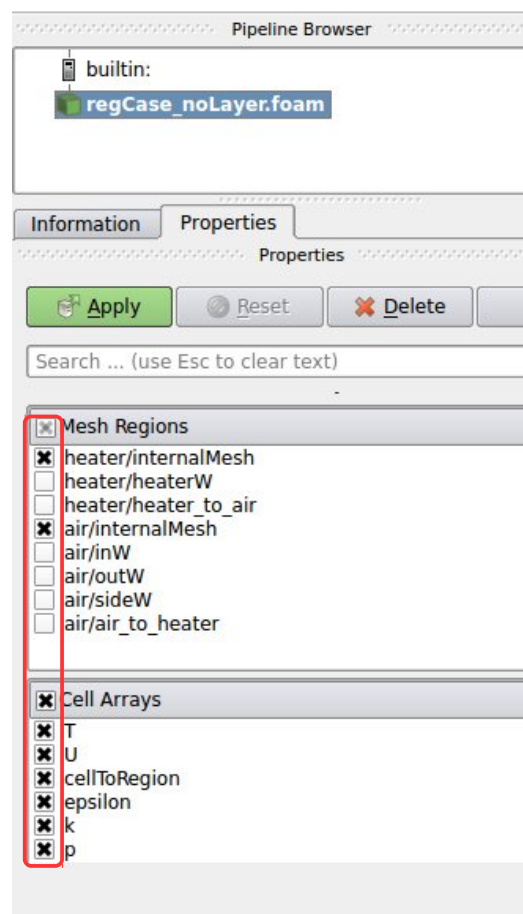 Pipeline Browser
builtin:
regCase_noLayer.foam
Information Properties
Properties
Apply Reset Delete
Search ... (use Esc to clear text)
Mesh Regions
heater/internalMesh
heater/heaterW
heater/heater_to_air
air/internalMesh
air/inW
air/outW
air/sideW
air/air_to_heater
Cell Arrays
T
U
cellToRegion
epsilon
k
p